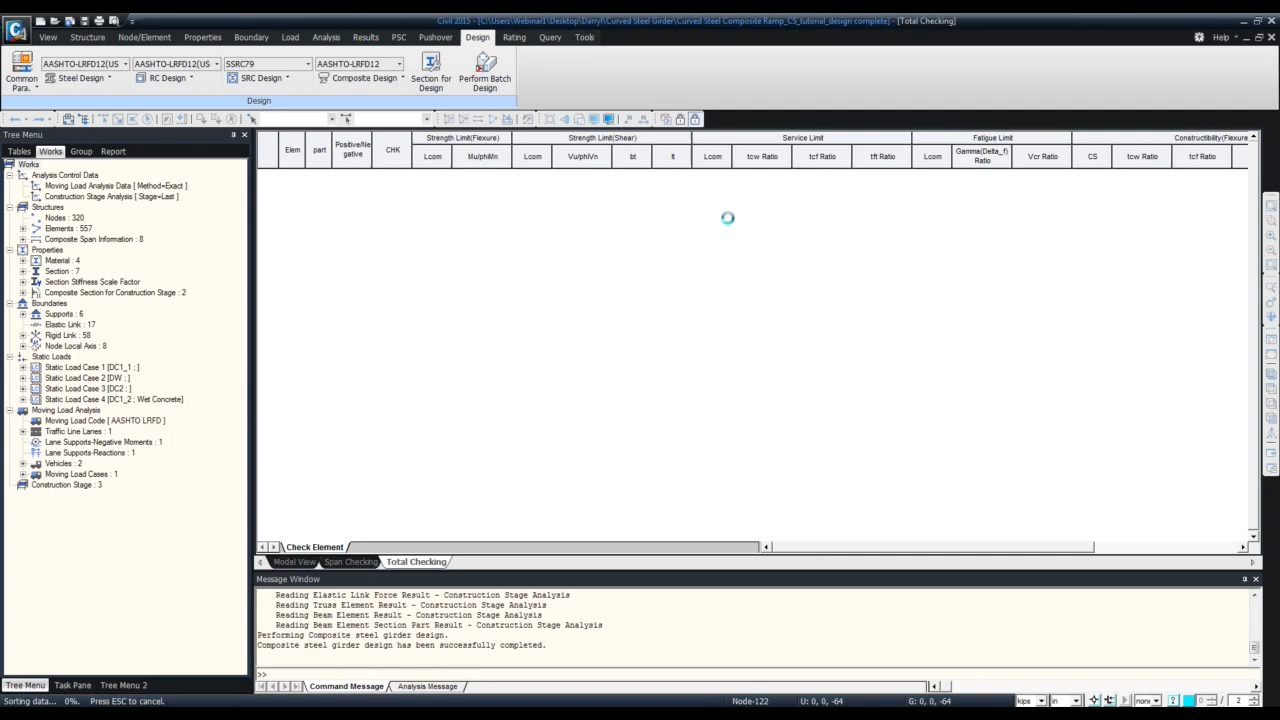 Civil 2015 - [C:\Users\Webinar1\Desktop\Darryl\Curved Steel Girder\Curved Steel Composite Ramp_CS_tutorial_design complete] - [Total Checking]
View Structure Node/Element Properties Boundary Load Analysis Results PSC Pushover Design Rating Query Tools Help
AASHTO-LRFD12(US AASHTO-LRFD12(US SSRC79 AASHTO-LRFD12
Common Para. Steel Design RC Design SRC Design Composite Design Section for Design Perform Batch Design
Design
Tree Menu
Tables Works Group Report
Works
Analysis Control Data
Moving Load Analysis Data [ Method=Exact ]
Construction Stage Analysis [ Stage=Last ]
Structures
Nodes : 320
Elements : 557
Composite Span Information : 8
Properties
Material : 4
Section : 7
Section Stiffness Scale Factor
Composite Section for Construction Stage : 2
Boundaries
Supports : 6
Elastic Link : 17
Rigid Link : 58
Node Local Axis : 8
Static Loads
Static Load Case 1 [DC1_1 ; ]
Static Load Case 2 [DW ; ]
Static Load Case 3 [DC2 ; ]
Static Load Case 4 [DC1_2 ; Wet Concrete]
Moving Load Analysis
Moving Load Code [ AASHTO LRFD ]
Traffic Line Lanes : 1
Lane Supports-Negative Moments : 1
Lane Supports-Reactions : 1
Vehicles : 2
Moving Load Cases : 1
Construction Stage : 3
Strength Limit(Flexure) Strength Limit(Shear) Service Limit Fatigue Limit Constructibility(Flexure
Elem part Positive/Negative CHK Lcom Mu/phiMn Lcom Vu/phiVn bt lt Lcom tcw Ratio tcf Ratio tft Ratio Lcom Gamma(Delta_f) Ratio Vcr Ratio CS tcw Ratio tcf Ratio
Check Element
Model View Span Checking Total Checking
Message Window
Reading Elastic Link Force Result - Construction Stage Analysis
Reading Truss Element Result - Construction Stage Analysis
Reading Beam Element Result - Construction Stage Analysis
Reading Beam Element Section Part Result - Construction Stage Analysis
Performing Composite steel girder design.
Composite steel girder design has been successfully completed.
>>
Command Message Analysis Message
Tree Menu Task Pane Tree Menu 2
Sorting data... 0%. Press ESC to cancel. Node-122 U: 0, 0, -64 G: 0, 0, -64 kips in non 0 / 2